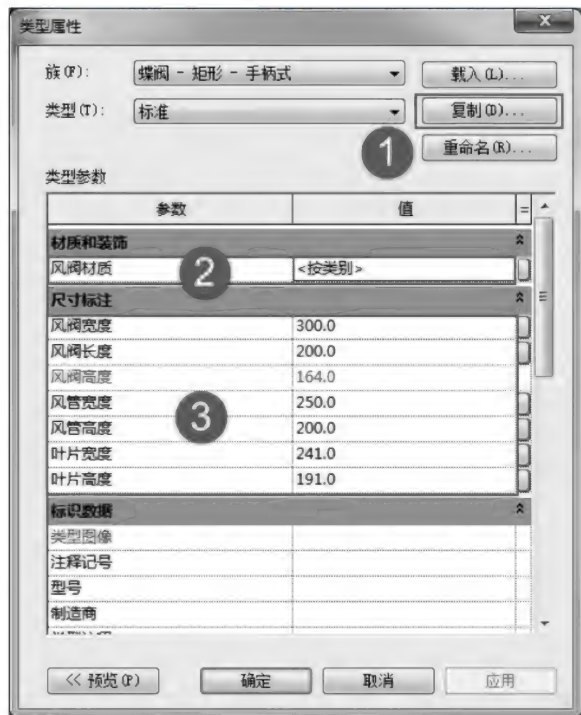 类型属性
族(F): 蝶阀 - 矩形 - 手柄式 载入(L)...
类型(T): 标准 复制(D)...
1 重命名(R)...
类型参数
参数 值 =
材质和装饰
风阀材质 2 <按类别>
尺寸标注
风阀宽度 300.0
风阀长度 200.0
风阀高度 164.0
风管宽度 250.0
3
风管高度 200.0
叶片宽度 241.0
叶片高度 191.0
标识数据
类型图像
注释记号
型号
制造商
<< 预览(P) 确定 取消 应用